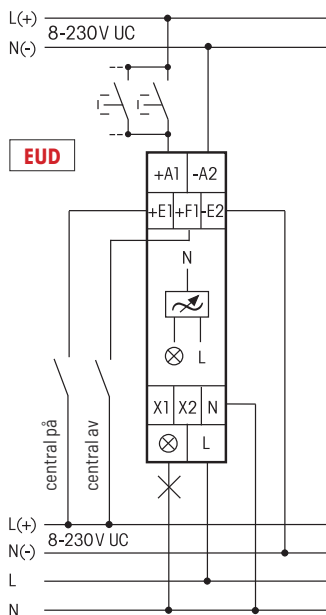 L(+)
8-230V UC
N(-)
EUD
+A1 -A2
+E1 +F1 -E2
N
L
X1 X2 N
L
central på
central av
L(+)
8-230V UC
N(-)
L
N